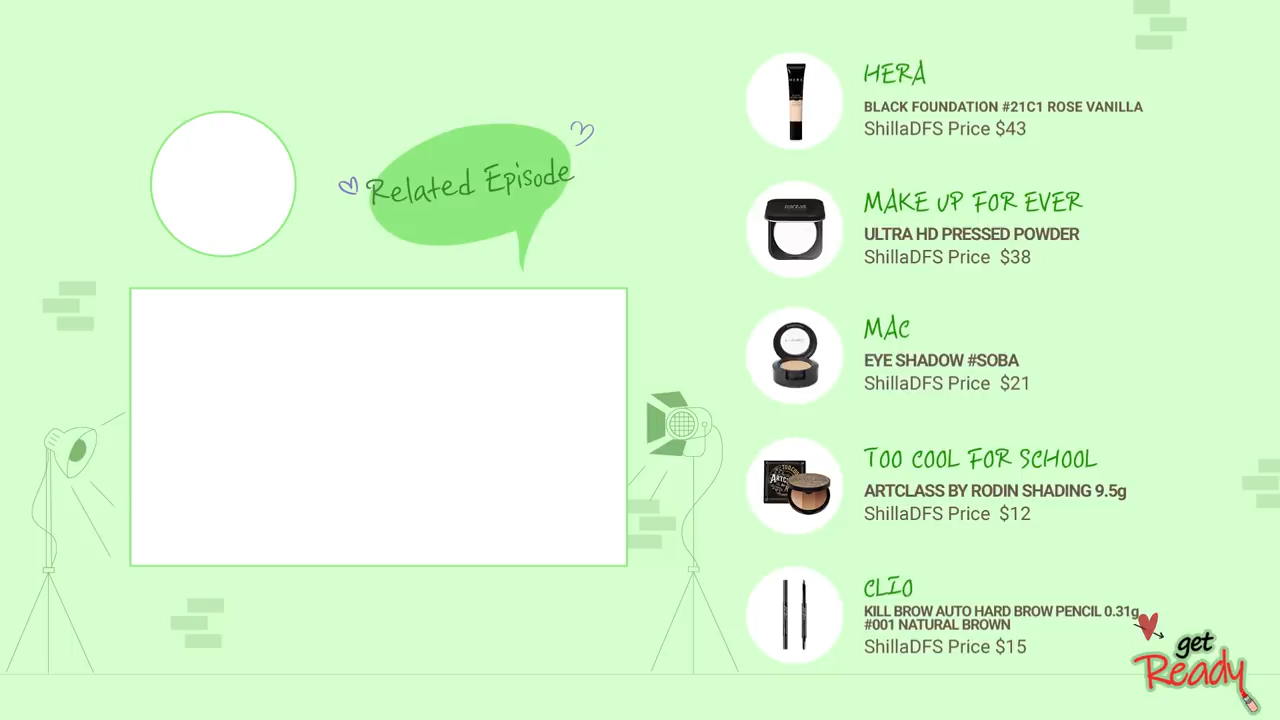 Related Episode
HERA
BLACK FOUNDATION #21C1 ROSE VANILLA
ShillaDFS Price $43
MAKE UP FOR EVER
ULTRA HD PRESSED POWDER
ShillaDFS Price $38
MAC
EYE SHADOW #SOBA
ShillaDFS Price $21
TOO COOL FOR SCHOOL
ARTCLASS BY RODIN SHADING 9.5g
ShillaDFS Price $12
CLIO
KILL BROW AUTO HARD BROW PENCIL 0.31g
#001 NATURAL BROWN
ShillaDFS Price $15
get
Ready